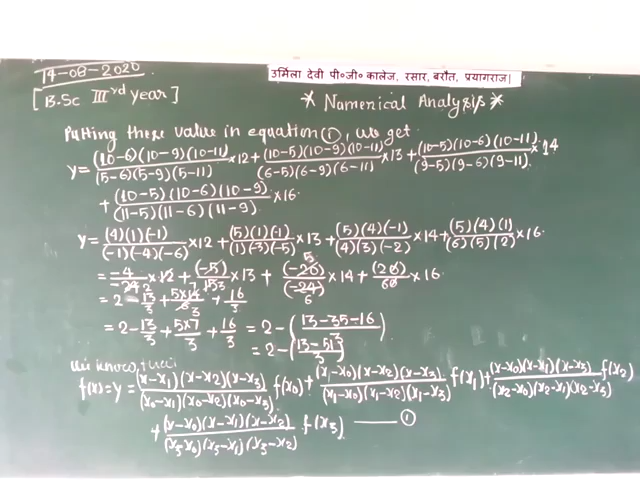 14-08-2020
उर्मिला देवी पी०जी० कालेज, रसार, बरौत, प्रयागराज|
[B.Sc IIIrd year]
* Numenical Analysis *
Putting these value in equation ①, we get
y = (10-6)(10-9)(10-11)/(5-6)(5-9)(5-11) × 12 + (10-5)(10-9)(10-11)/(6-5)(6-9)(6-11) × 13 + (10-5)(10-6)(10-11)/(9-5)(9-6)(9-11) × 14
+ (10-5)(10-6)(10-9)/(11-5)(11-6)(11-9) × 16
y = (4)(1)(-1)/(-1)(-4)(-6) × 12 + (5)(1)(-1)/(1)(-3)(-5) × 13 + (5)(4)(-1)/(4)(3)(-2) × 14 + (5)(4)(1)/(6)(5)(2) × 16
= -4/-24 × 12 + (-5)/15 × 13 + (-20)/(-24) × 14 + (20)/60 × 16
= 2 - 13/3 + 5×14/6 + 16/3
= 2 - 13/3 + 5×7/3 + 16/3 = 2 - (13-35-16/3)
= 2 - (13-51/3)
We know that
f(x) = y = (x-x₁)(x-x₂)(x-x₃)/(x₀-x₁)(x₀-x₂)(x₀-x₃) f(x₀) + (x-x₀)(x-x₂)(x-x₃)/(x₁-x₀)(x₁-x₂)(x₁-x₃) f(x₁) + (x-x₀)(x-x₁)(x-x₃)/(x₂-x₀)(x₂-x₁)(x₂-x₃) f(x₂)
+ (x-x₀)(x-x₁)(x-x₂)/(x₃-x₀)(x₃-x₁)(x₃-x₂) f(x₃) —— ①